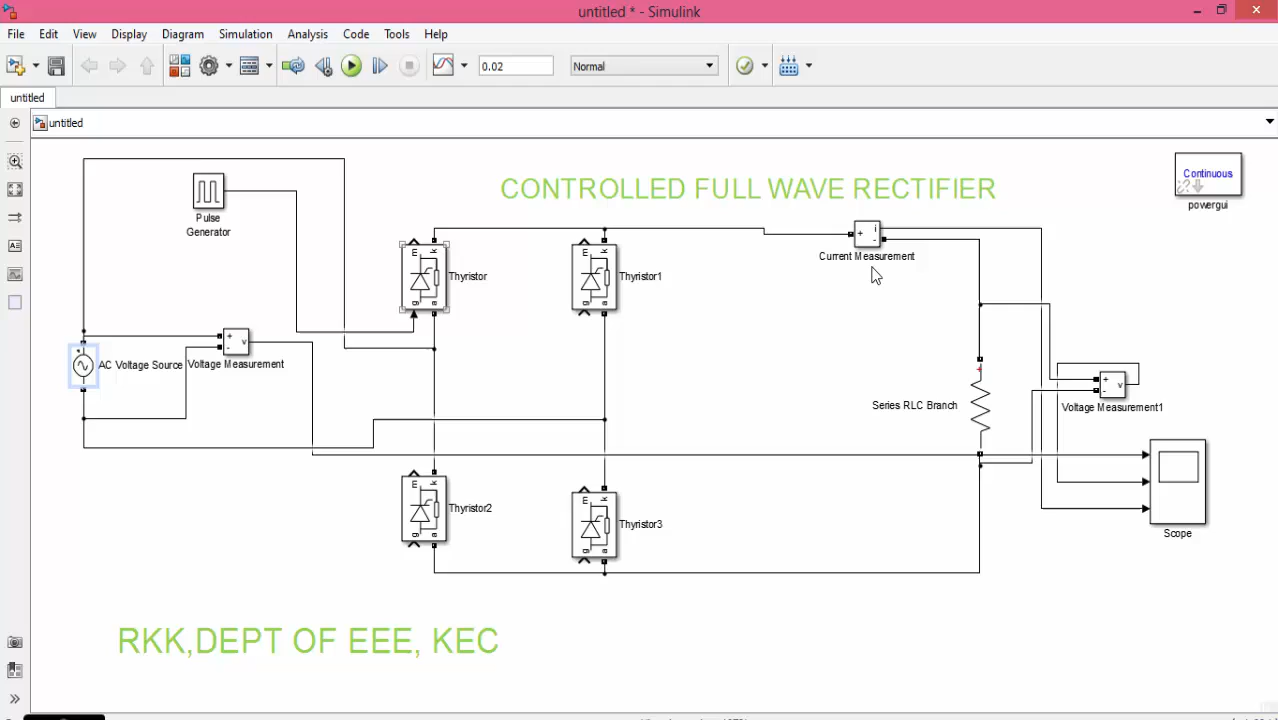 untitled * - Simulink
File Edit View Display Diagram Simulation Analysis Code Tools Help
0.02 Normal
untitled
untitled
CONTROLLED FULL WAVE RECTIFIER
Continuous
powergui
Pulse
Generator
i
+
-
Current Measurement
m k
Thyristor
g a
m k
Thyristor1
g a
+
v
-
AC Voltage Source
Voltage Measurement
+
Series RLC Branch
+
v
-
Voltage Measurement1
m k
Thyristor2
g a
m k
Thyristor3
g a
Scope
RKK,DEPT OF EEE, KEC